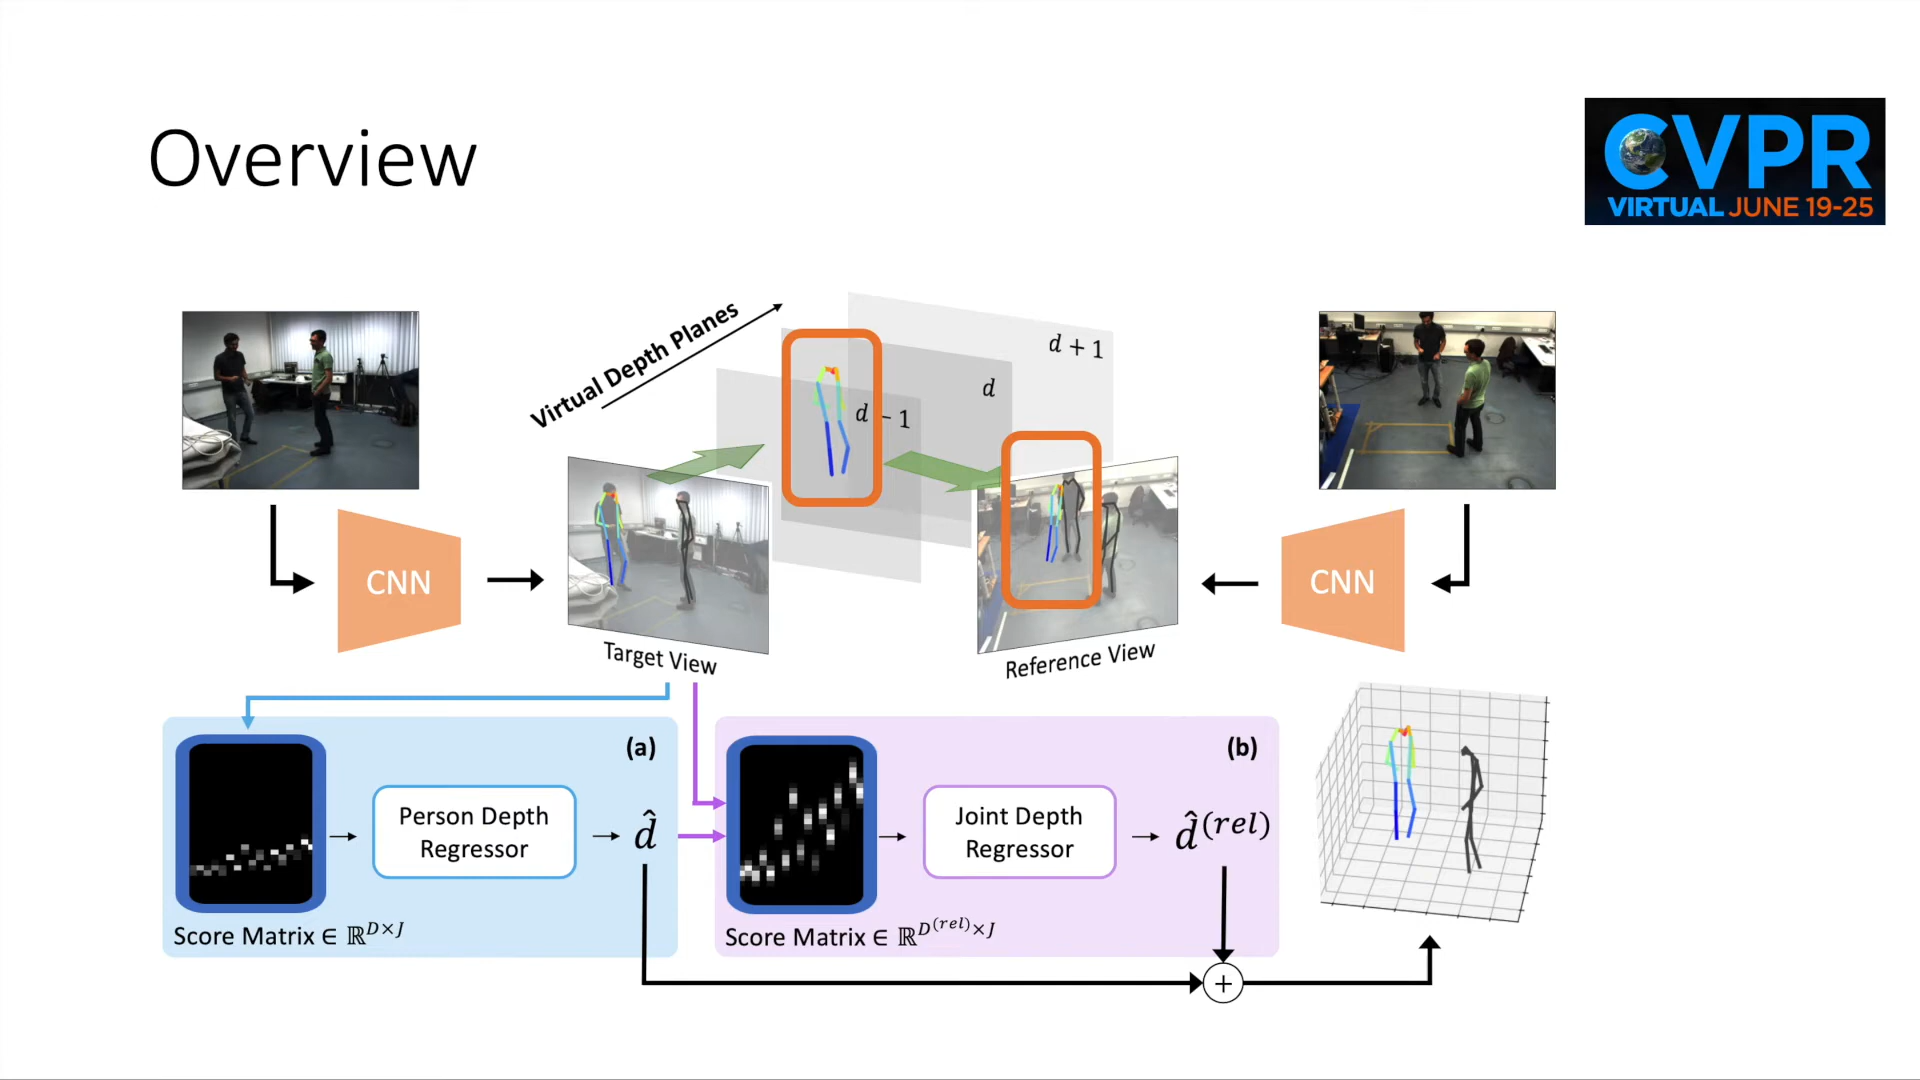 Overview
CVPR
VIRTUAL JUNE 19-25
Virtual Depth Planes
d + 1
d
d - 1
CNN
CNN
Target View
Reference View
(a)
Person Depth
Regressor
d̂
Score Matrix ∈ ℝ^{D×J}
(b)
Joint Depth
Regressor
d̂^{(rel)}
Score Matrix ∈ ℝ^{D^{(rel)}×J}
+